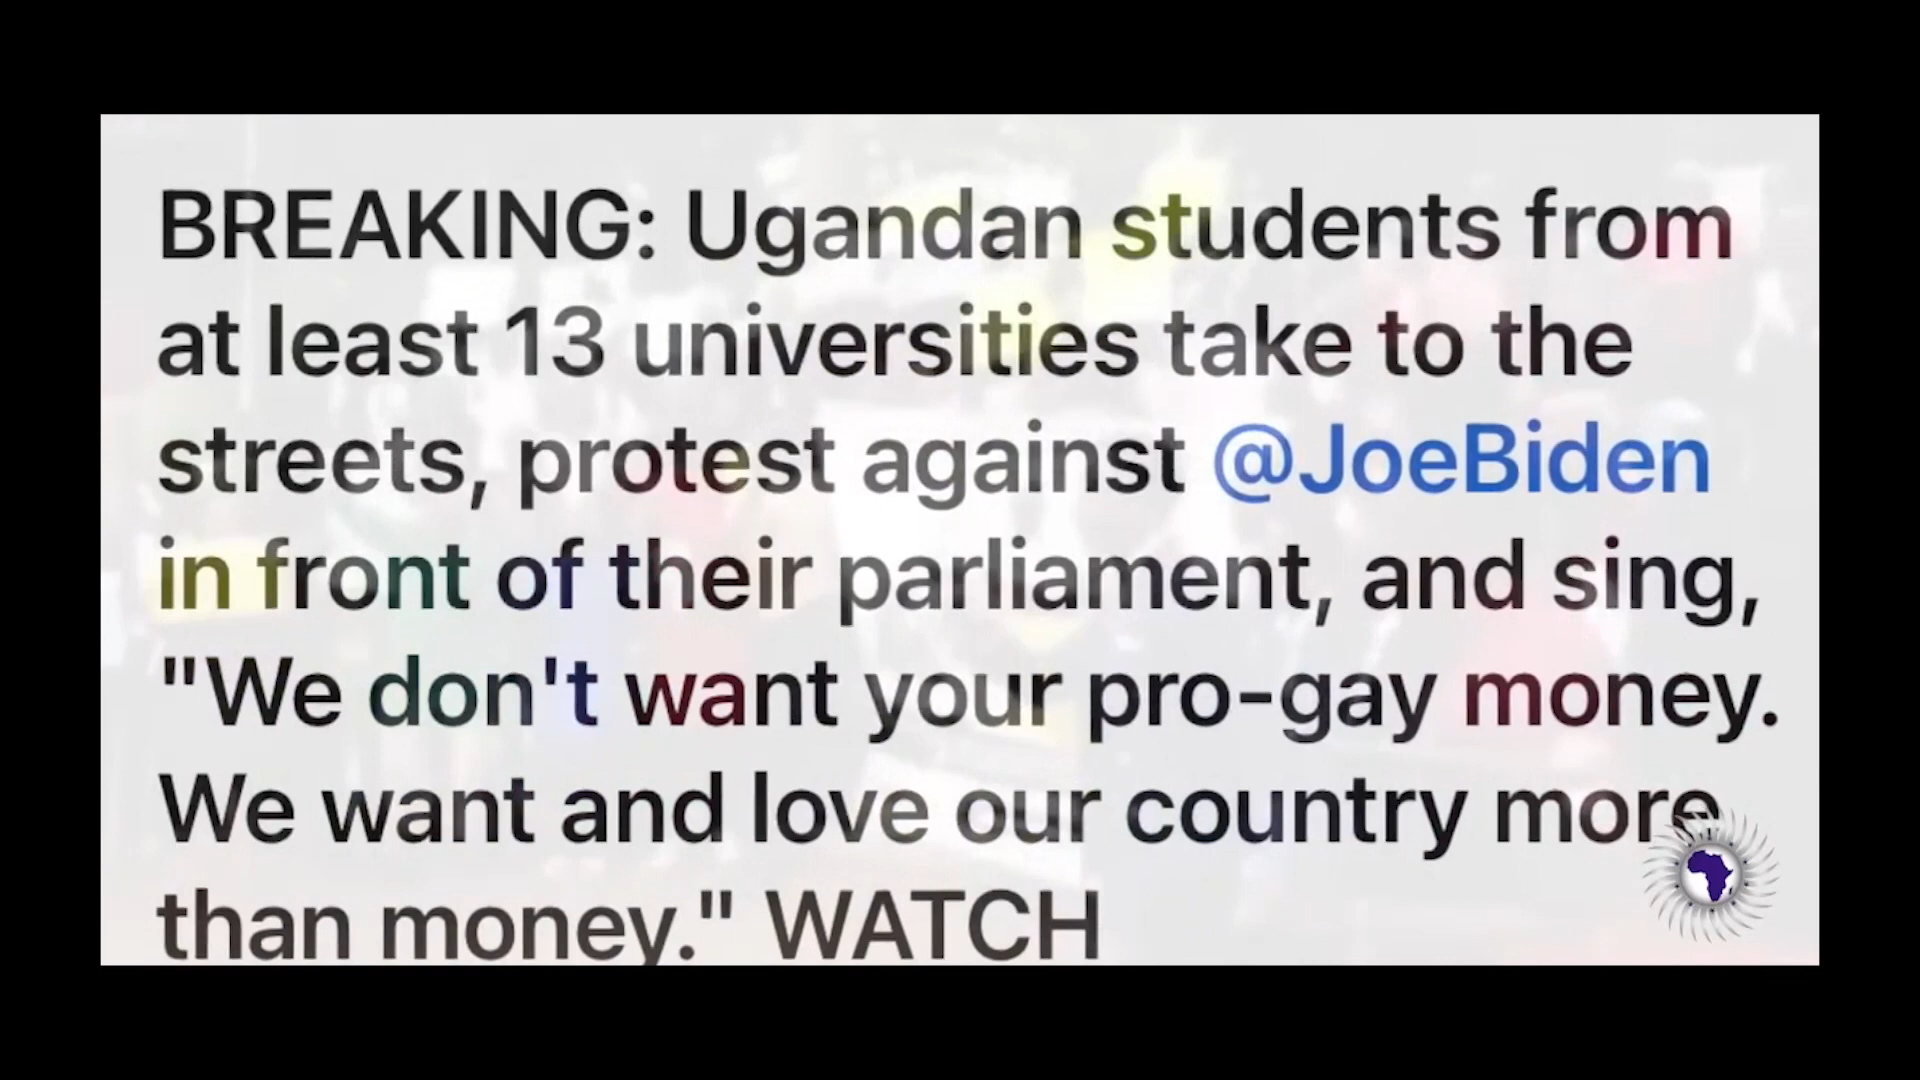 BREAKING: Ugandan students from
at least 13 universities take to the
streets, protest against @JoeBiden
in front of their parliament, and sing,
"We don't want your pro-gay money.
We want and love our country more
than money." WATCH